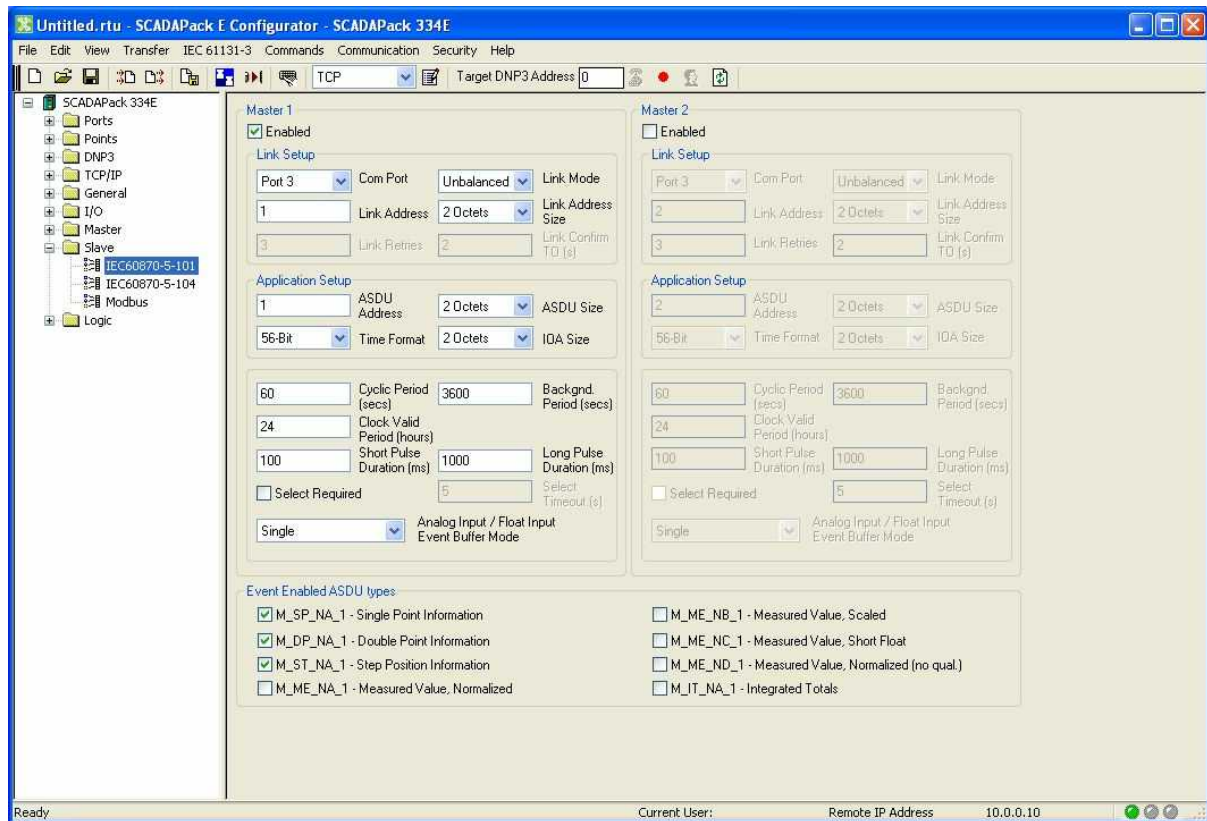 Untitled.rtu - SCADAPack E Configurator - SCADAPack 334E
File Edit View Transfer IEC 61131-3 Commands Communication Security Help
TCP Target DNP3 Address 0
SCADAPack 334E
Ports
Points
DNP3
TCP/IP
General
I/O
Master
Slave
IEC60870-5-101
IEC60870-5-104
Modbus
Logic
Master 1
Enabled
Link Setup
Port 3 Com Port Unbalanced Link Mode
1 Link Address 2 Octets Link Address Size
3 Link Retries 2 Link Confirm TO (s)
Application Setup
1 ASDU Address 2 Octets ASDU Size
56-Bit Time Format 2 Octets IOA Size
60 Cyclic Period (secs) 3600 Backgnd. Period (secs)
24 Clock Valid Period (hours)
100 Short Pulse Duration (ms) 1000 Long Pulse Duration (ms)
Select Required 5 Select Timeout (s)
Single Analog Input / Float Input Event Buffer Mode
Master 2
Enabled
Link Setup
Port 3 Com Port Unbalanced Link Mode
2 Link Address 2 Octets Link Address Size
3 Link Retries 2 Link Confirm TO (s)
Application Setup
2 ASDU Address 2 Octets ASDU Size
56-Bit Time Format 2 Octets IOA Size
60 Cyclic Period (secs) 3600 Backgnd. Period (secs)
24 Clock Valid Period (hours)
100 Short Pulse Duration (ms) 1000 Long Pulse Duration (ms)
Select Required 5 Select Timeout (s)
Single Analog Input / Float Input Event Buffer Mode
Event Enabled ASDU types
M_SP_NA_1 - Single Point Information
M_DP_NA_1 - Double Point Information
M_ST_NA_1 - Step Position Information
M_ME_NA_1 - Measured Value, Normalized
M_ME_NB_1 - Measured Value, Scaled
M_ME_NC_1 - Measured Value, Short Float
M_ME_ND_1 - Measured Value, Normalized (no qual.)
M_IT_NA_1 - Integrated Totals
Ready Current User: Remote IP Address 10.0.0.10